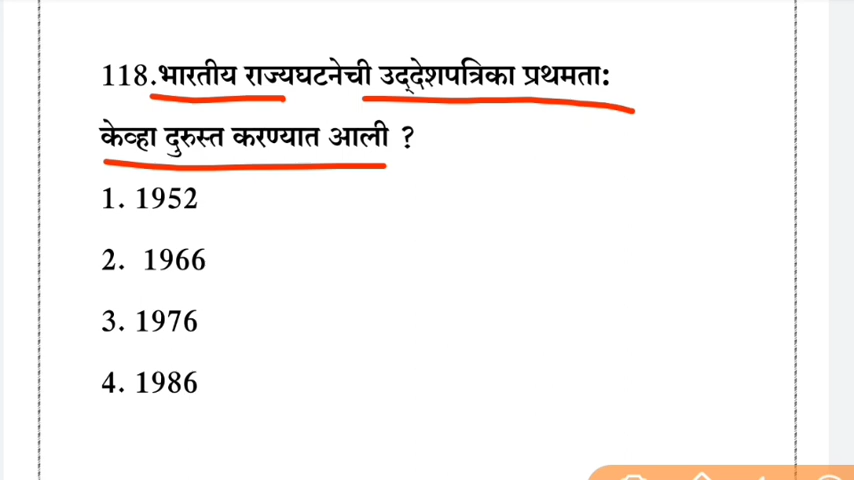 118.भारतीय राज्यघटनेची उद्देशपत्रिका प्रथमता:
केव्हा दुरुस्त करण्यात आली ?
1. 1952
2. 1966
3. 1976
4. 1986